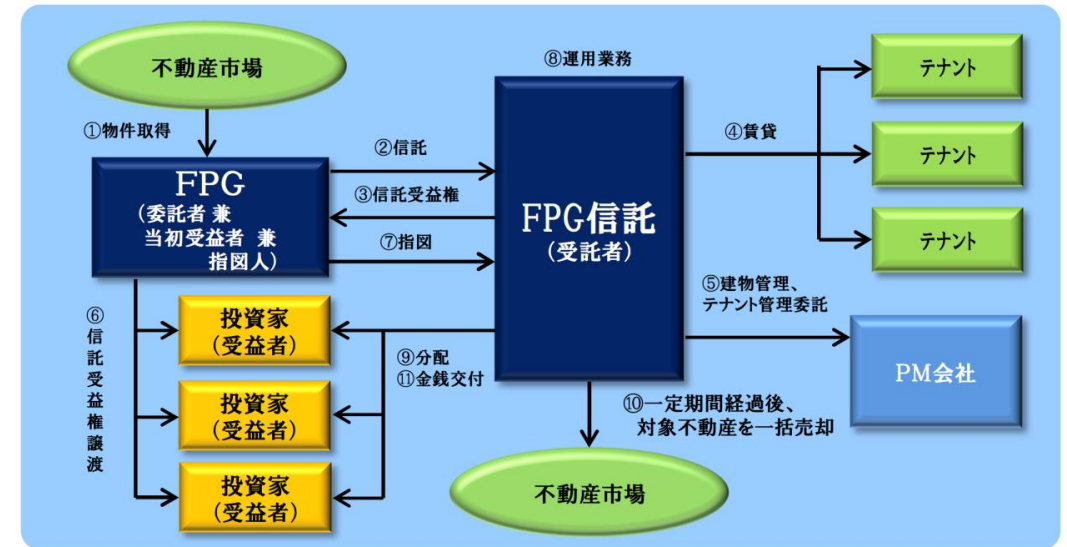 不動産市場
①物件取得
FPG
(委託者 兼
当初受益者 兼
指図人)
②信託
③信託受益権
⑦指図
⑧運用業務
FPG信託
(受託者)
④賃貸
テナント
テナント
テナント
⑤建物管理、
テナント管理委託
PM会社
⑥信託受益権譲渡
投資家
(受益者)
投資家
(受益者)
投資家
(受益者)
⑨分配
⑪金銭交付
⑩一定期間経過後、
対象不動産を一括売却
不動産市場